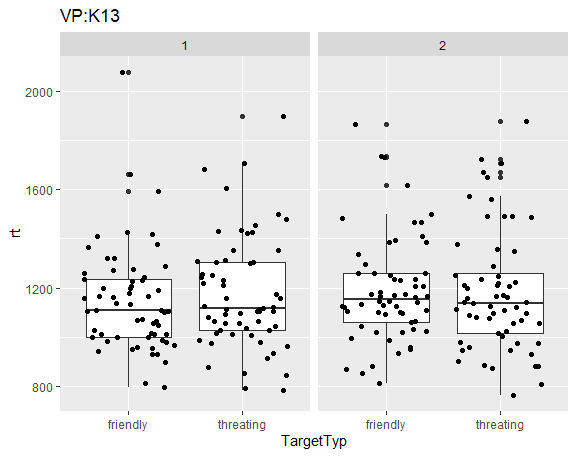 VP:K13
1 2
rt
2000
1600
1200
800
friendly threating friendly threating
TargetTyp